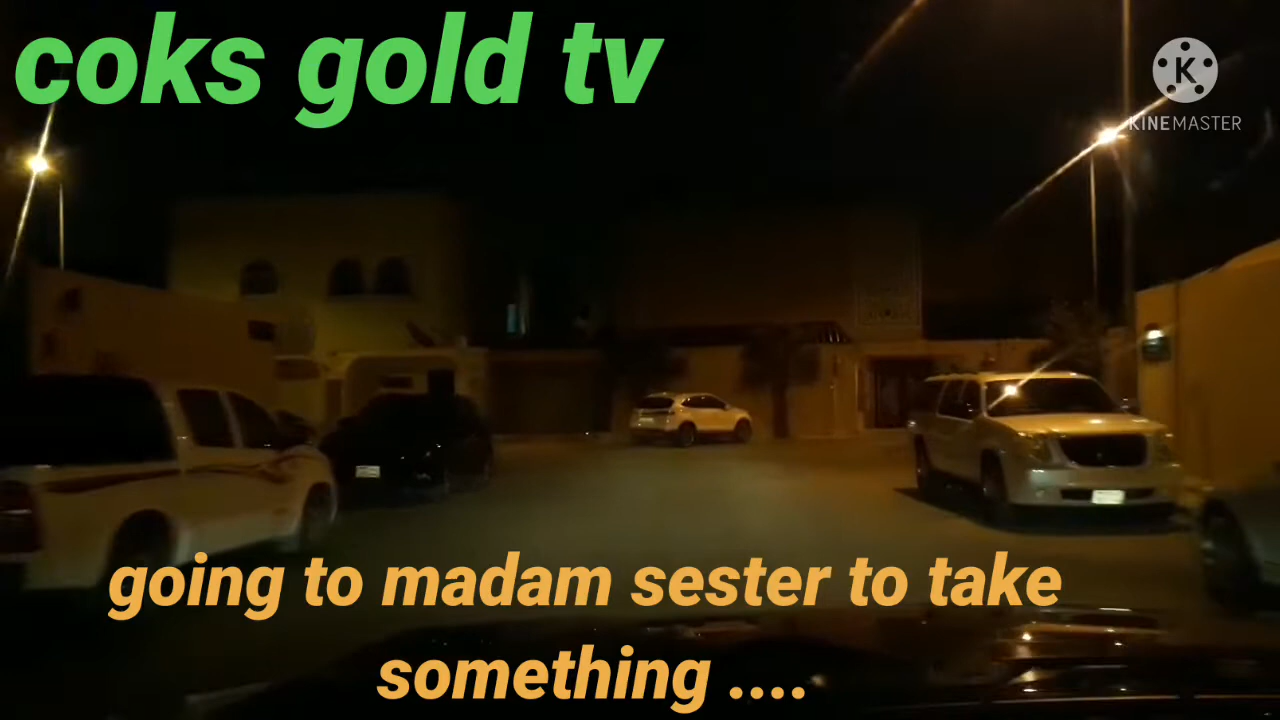 coks gold tv
K
KINEMASTER
going to madam sester to take
something ....